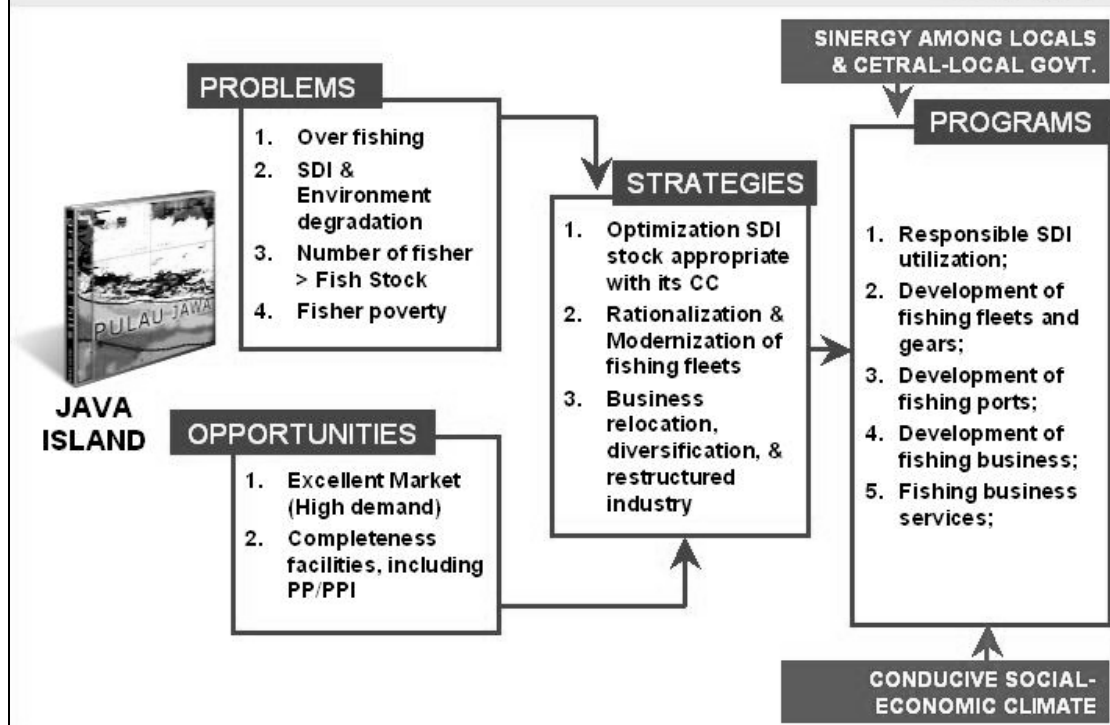 SINERGY AMONG LOCALS
& CETRAL-LOCAL GOVT.
PROBLEMS
1. Over fishing
2. SDI &
Environment
degradation
3. Number of fisher
> Fish Stock
4. Fisher poverty
PULAU JAWA
JAVA
ISLAND
OPPORTUNITIES
1. Excellent Market
(High demand)
2. Completeness
facilities, including
PP/PPI
STRATEGIES
1. Optimization SDI
stock appropriate
with its CC
2. Rationalization &
Modernization of
fishing fleets
3. Business
relocation,
diversification, &
restructured
industry
PROGRAMS
1. Responsible SDI
utilization;
2. Development of
fishing fleets and
gears;
3. Development of
fishing ports;
4. Development of
fishing business;
5. Fishing business
services;
CONDUCIVE SOCIAL-
ECONOMIC CLIMATE